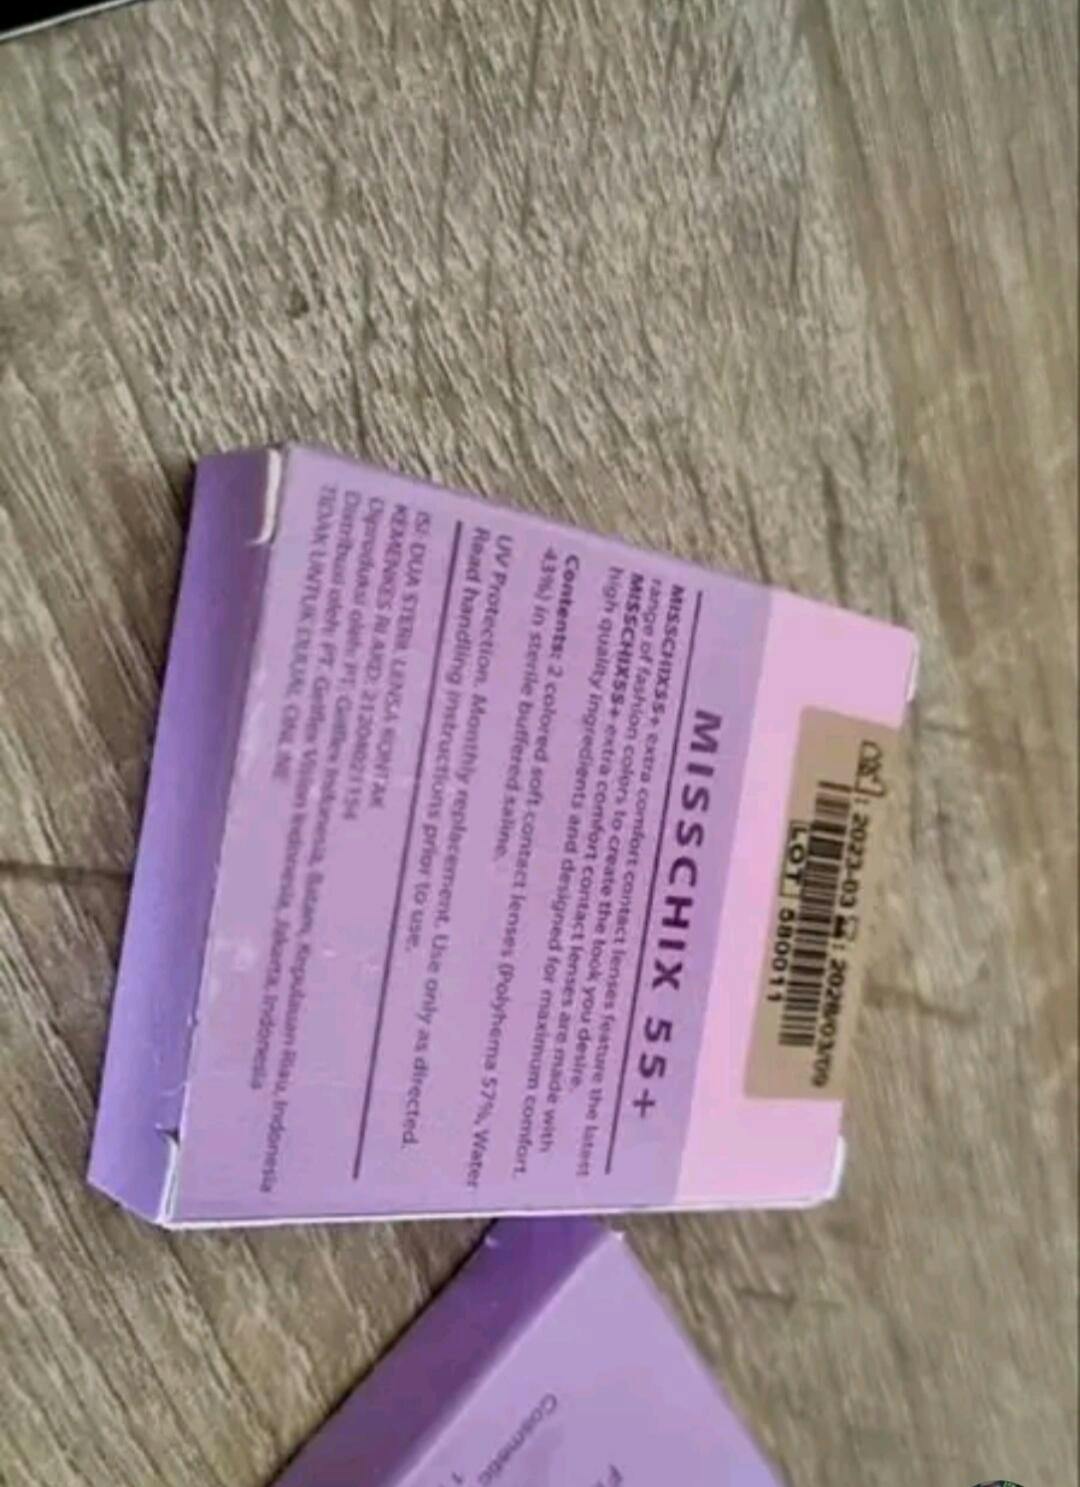 : 2023-03 : 2028/03/09
LOT 580011
MISSCHIX 55+
MISSCHIX55+ extra comfort contact lenses feature the latest
range of fashion colors to create the look you desire.
MISSCHIX55+ extra comfort contact lenses are made with
high quality ingredients and designed for maximum comfort.
Contents: 2 colored soft contact lenses (Polyhema 57%, Water
43%) in sterile buffered saline.
UV Protection. Monthly replacement. Use only as directed.
Read handling instructions prior to use.
ISI: DUA STERIL LENSA KONTAK
KEMENKES RI AKD: 21204021154
Diproduksi oleh: PT. Gelflex Indonesia, Batam, Kepulauan Riau, Indonesia
Distribusi oleh: PT. Gelflex Vision Indonesia, Jakarta, Indonesia
TIDAK UNTUK DIJUAL ONLINE
Cosmetic